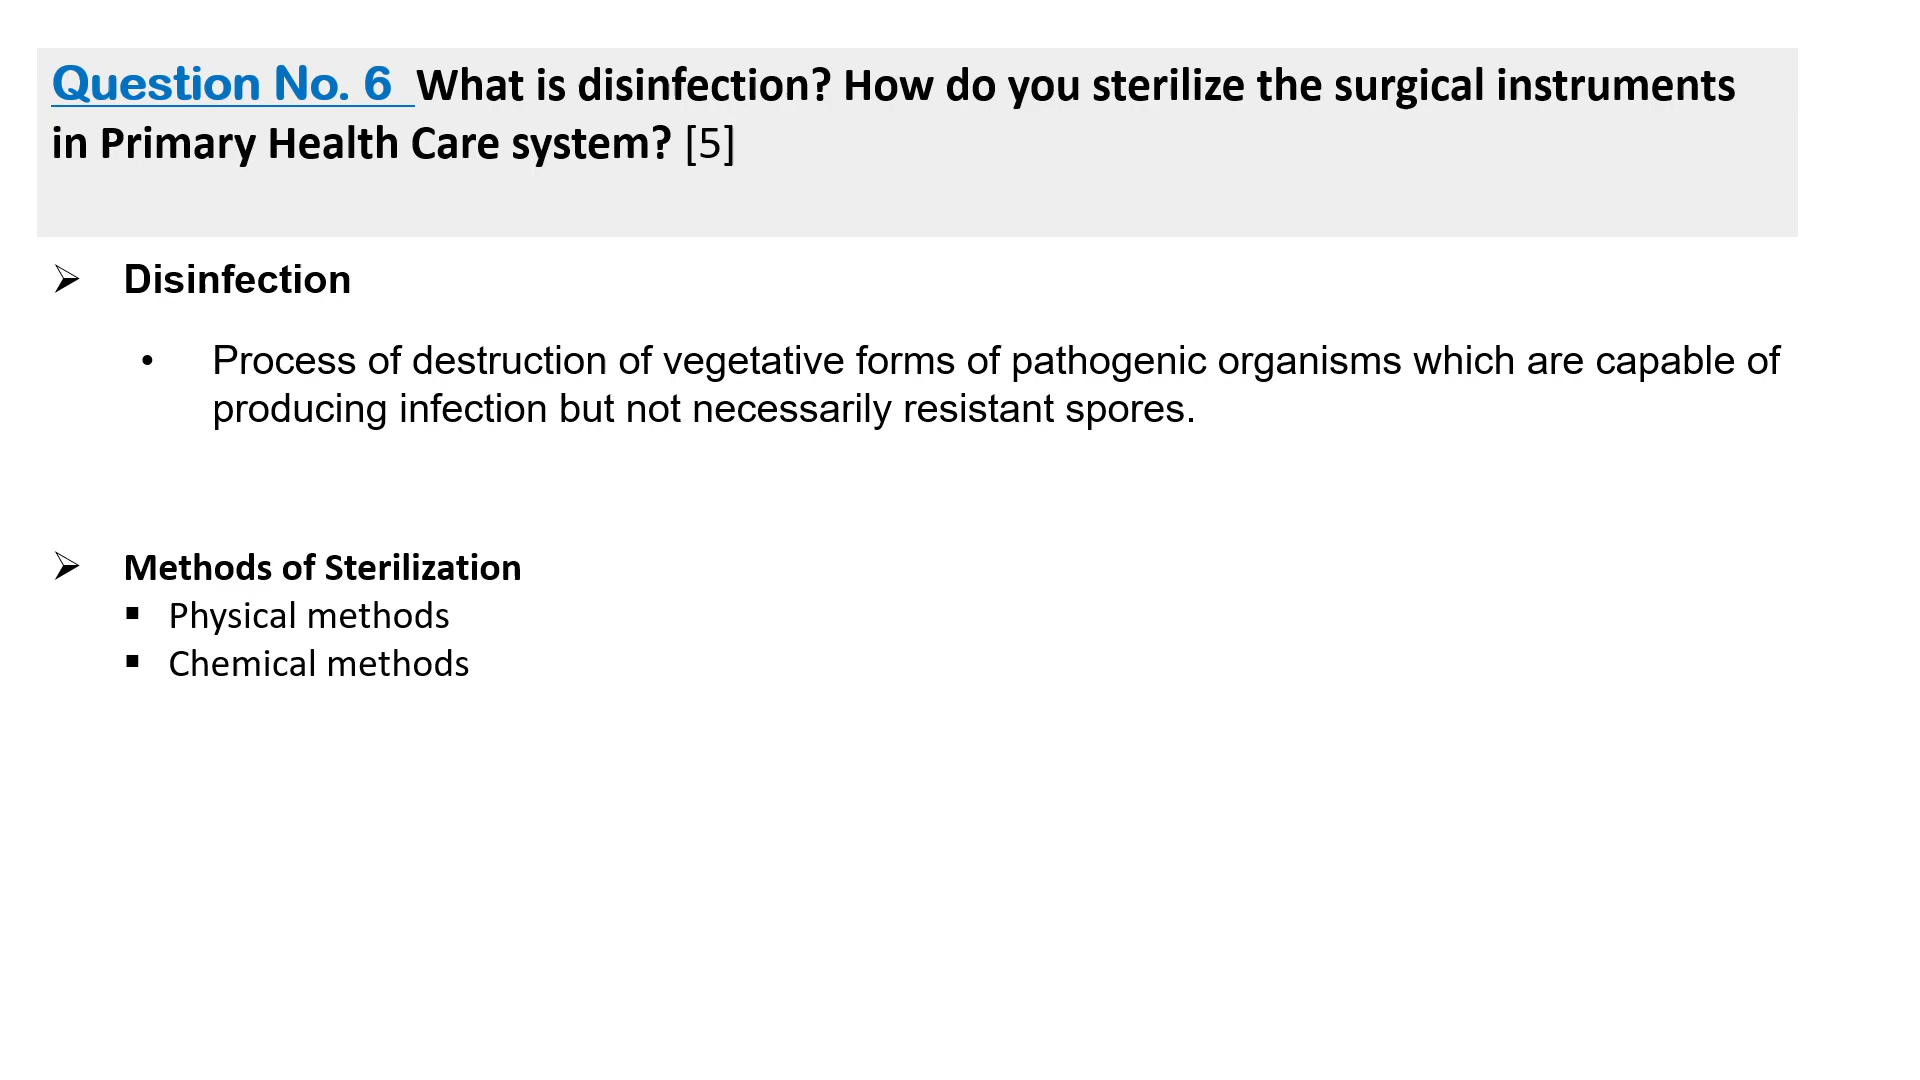 Question No. 6 What is disinfection? How do you sterilize the surgical instruments
in Primary Health Care system? [5]
➢ Disinfection
• Process of destruction of vegetative forms of pathogenic organisms which are capable of
producing infection but not necessarily resistant spores.
➢ Methods of Sterilization
▪ Physical methods
▪ Chemical methods